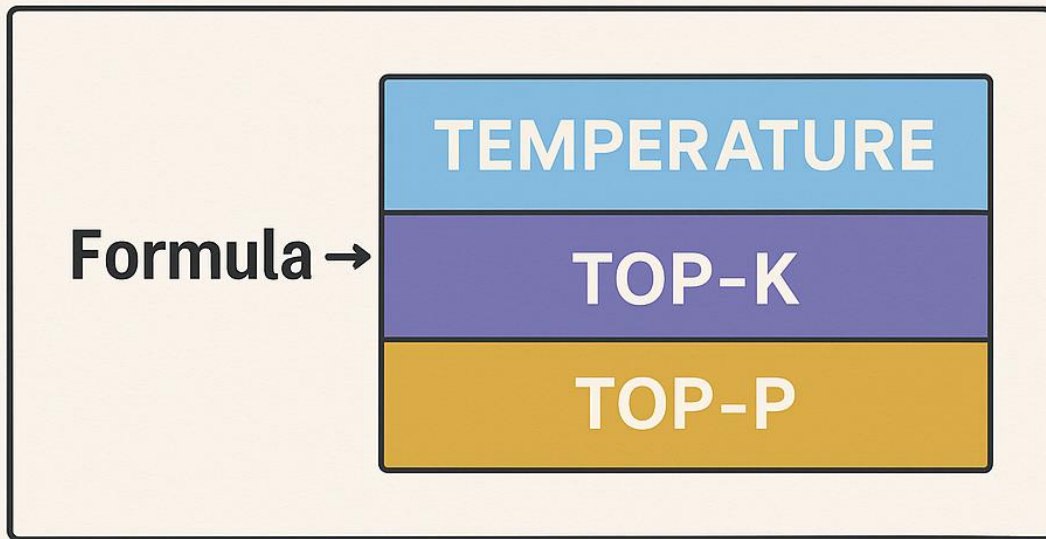 TEMPERATURE
Formula →
TOP-K
TOP-P